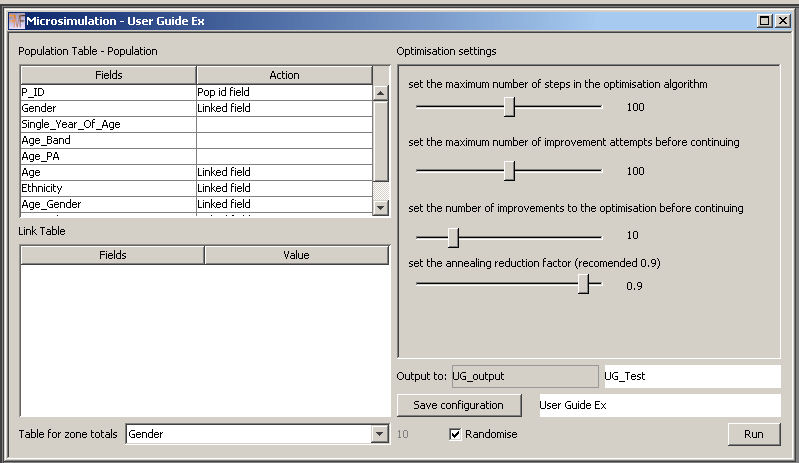 Microsimulation - User Guide Ex
Population Table - Population
Fields Action
P_ID Pop id field
Gender Linked field
Single_Year_Of_Age
Age_Band
Age_PA
Age Linked field
Ethnicity Linked field
Age_Gender Linked field
Link Table
Fields Value
Table for zone totals Gender 10 Randomise
Optimisation settings
set the maximum number of steps in the optimisation algorithm
100
set the maximum number of improvement attempts before continuing
100
set the number of improvements to the optimisation before continuing
10
set the annealing reduction factor (recomended 0.9)
0.9
Output to: UG_output UG_Test
Save configuration User Guide Ex
Run